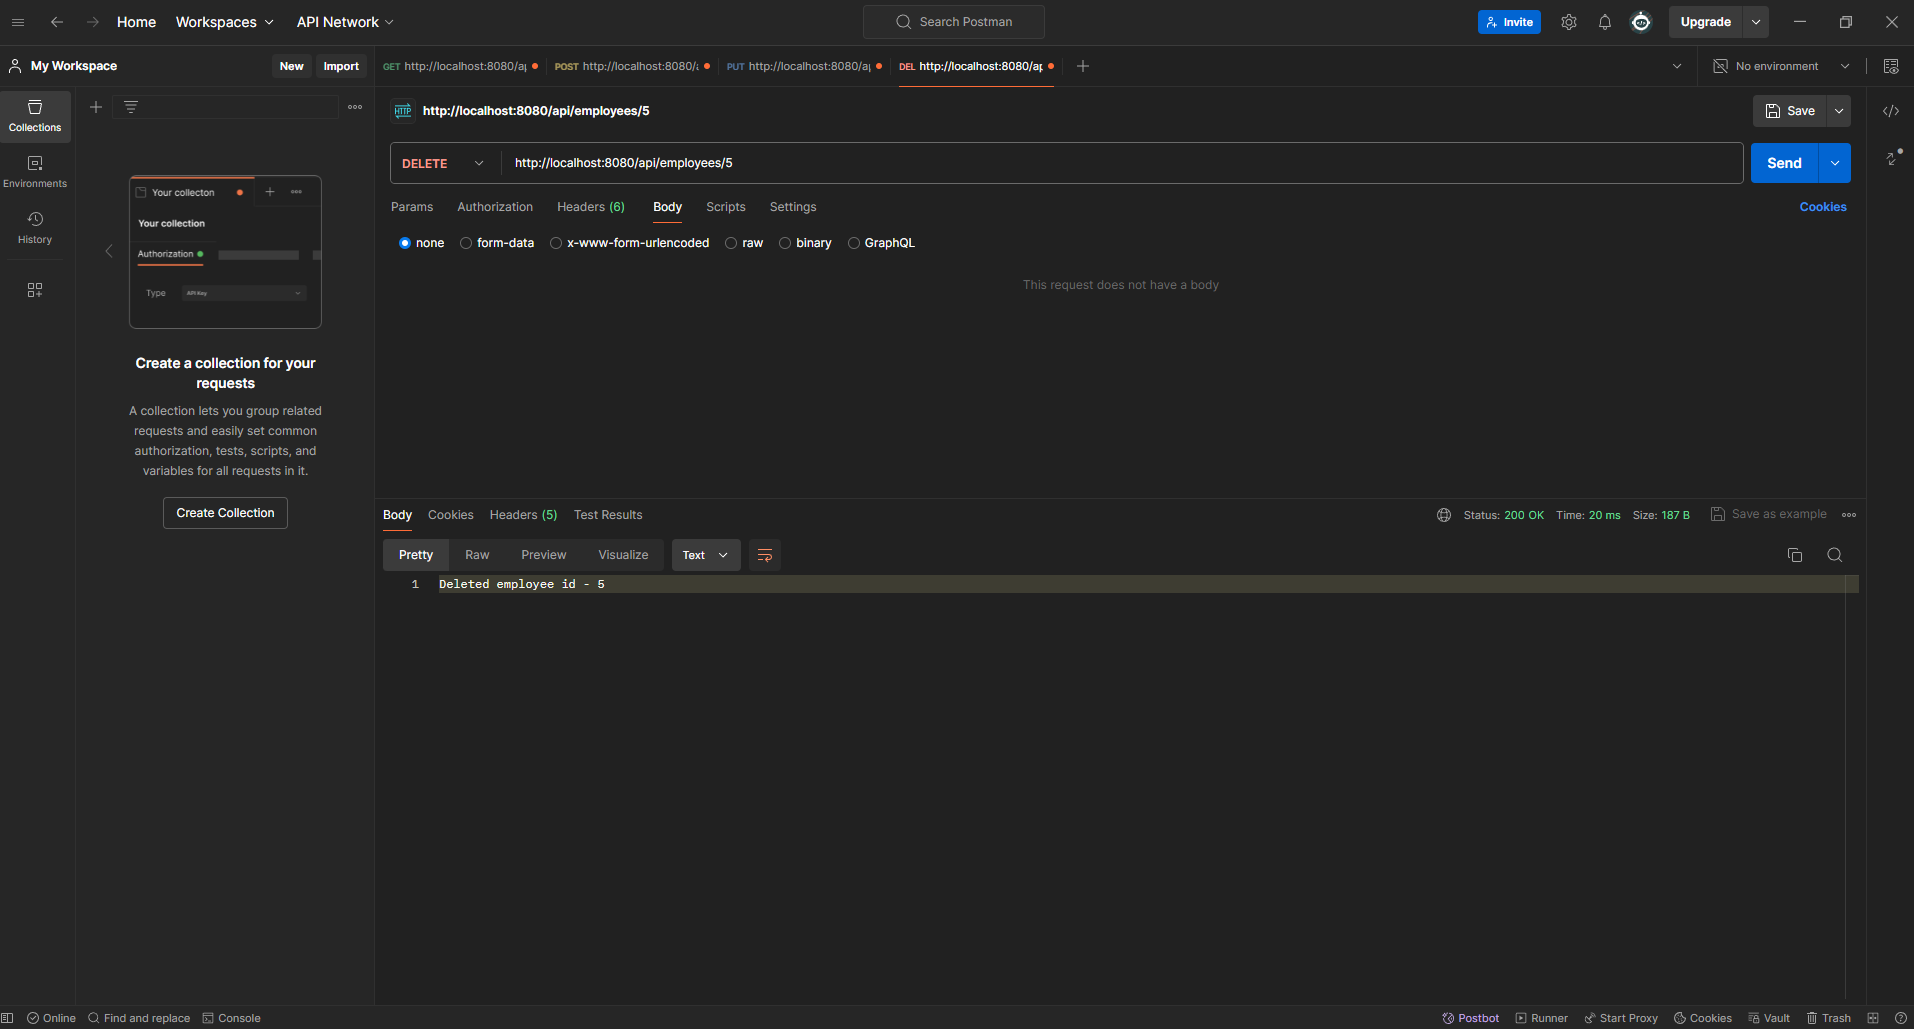 Home Workspaces API Network
Search Postman
Invite
Upgrade
My Workspace
New Import
GET http://localhost:8080/a
POST http://localhost:8080/
PUT http://localhost:8080/a
DEL http://localhost:8080/ap
No environment
Collections
Environments
History
Your collecton
Your collection
Authorization
Type API Key
Create a collection for your
requests
A collection lets you group related
requests and easily set common
authorization, tests, scripts, and
variables for all requests in it.
Create Collection
HTTP http://localhost:8080/api/employees/5
Save
DELETE http://localhost:8080/api/employees/5
Send
Params Authorization Headers (6) Body Scripts Settings
Cookies
none form-data x-www-form-urlencoded raw binary GraphQL
This request does not have a body
Body Cookies Headers (5) Test Results
Status: 200 OK Time: 20 ms Size: 187 B Save as example
Pretty Raw Preview Visualize Text
1 Deleted employee id - 5
Online Find and replace Console
Postbot Runner Start Proxy Cookies Vault Trash